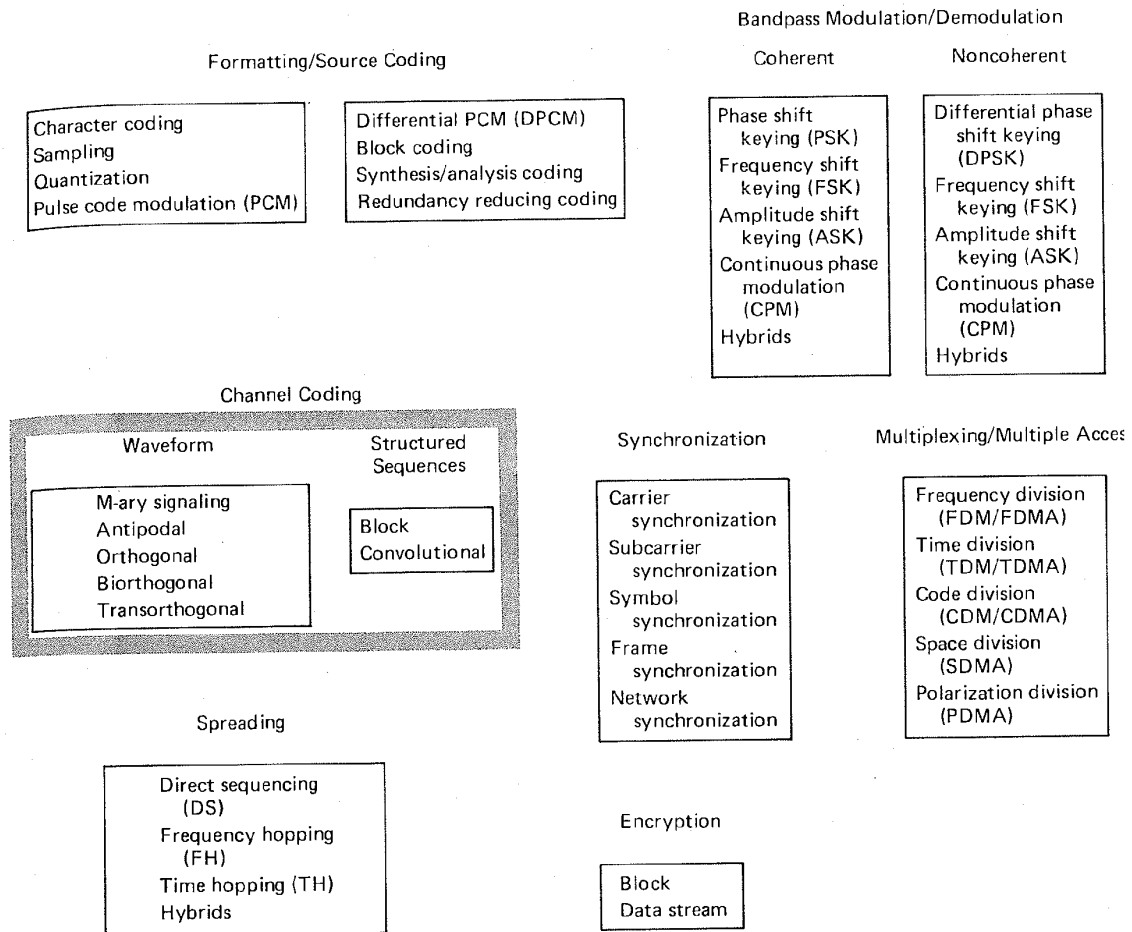 Formatting/Source Coding
Character coding
Sampling
Quantization
Pulse code modulation (PCM)
Differential PCM (DPCM)
Block coding
Synthesis/analysis coding
Redundancy reducing coding
Bandpass Modulation/Demodulation
Coherent
Phase shift
keying (PSK)
Frequency shift
keying (FSK)
Amplitude shift
keying (ASK)
Continuous phase
modulation
(CPM)
Hybrids
Noncoherent
Differential phase
shift keying
(DPSK)
Frequency shift
keying (FSK)
Amplitude shift
keying (ASK)
Continuous phase
modulation
(CPM)
Hybrids
Channel Coding
Waveform
M-ary signaling
Antipodal
Orthogonal
Biorthogonal
Transorthogonal
Structured
Sequences
Block
Convolutional
Synchronization
Carrier
synchronization
Subcarrier
synchronization
Symbol
synchronization
Frame
synchronization
Network
synchronization
Multiplexing/Multiple Acces
Frequency division
(FDM/FDMA)
Time division
(TDM/TDMA)
Code division
(CDM/CDMA)
Space division
(SDMA)
Polarization division
(PDMA)
Spreading
Direct sequencing
(DS)
Frequency hopping
(FH)
Time hopping (TH)
Hybrids
Encryption
Block
Data stream